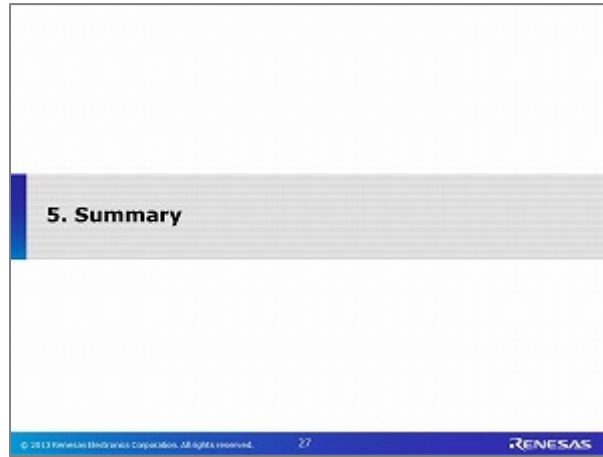 5. Summary
© 2013 Renesas Electronics Corporation. All rights reserved.
27
RENESAS